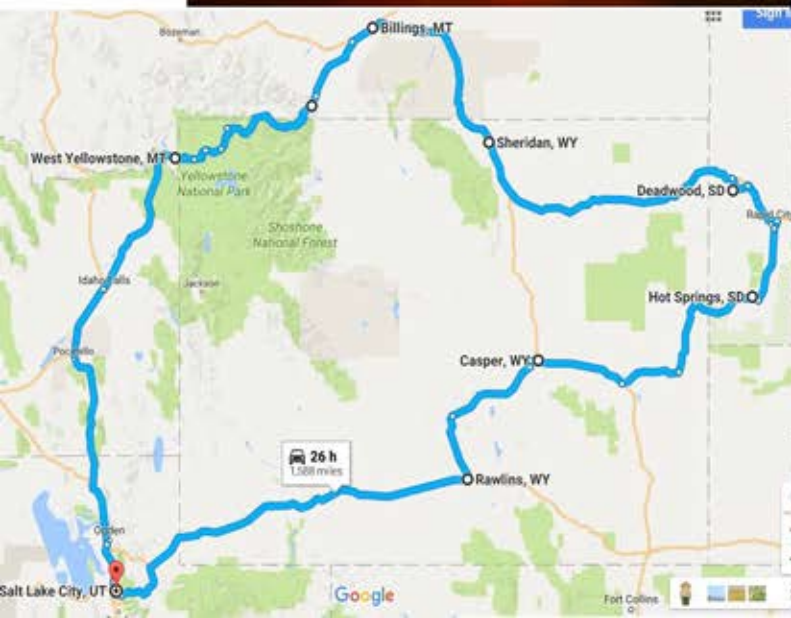 Sign
Bozeman
Billings, MT
Sheridan, WY
West Yellowstone, MT
Yellowstone
National Park
Deadwood, SD
Rapid City
Shoshone
National Forest
Idaho Falls
Jackson
Hot Springs, SD
Pocatello
Casper, WY
26 h
1,588 miles
Rawlins, WY
Ogden
Salt Lake City, UT
Google
Fort Collins